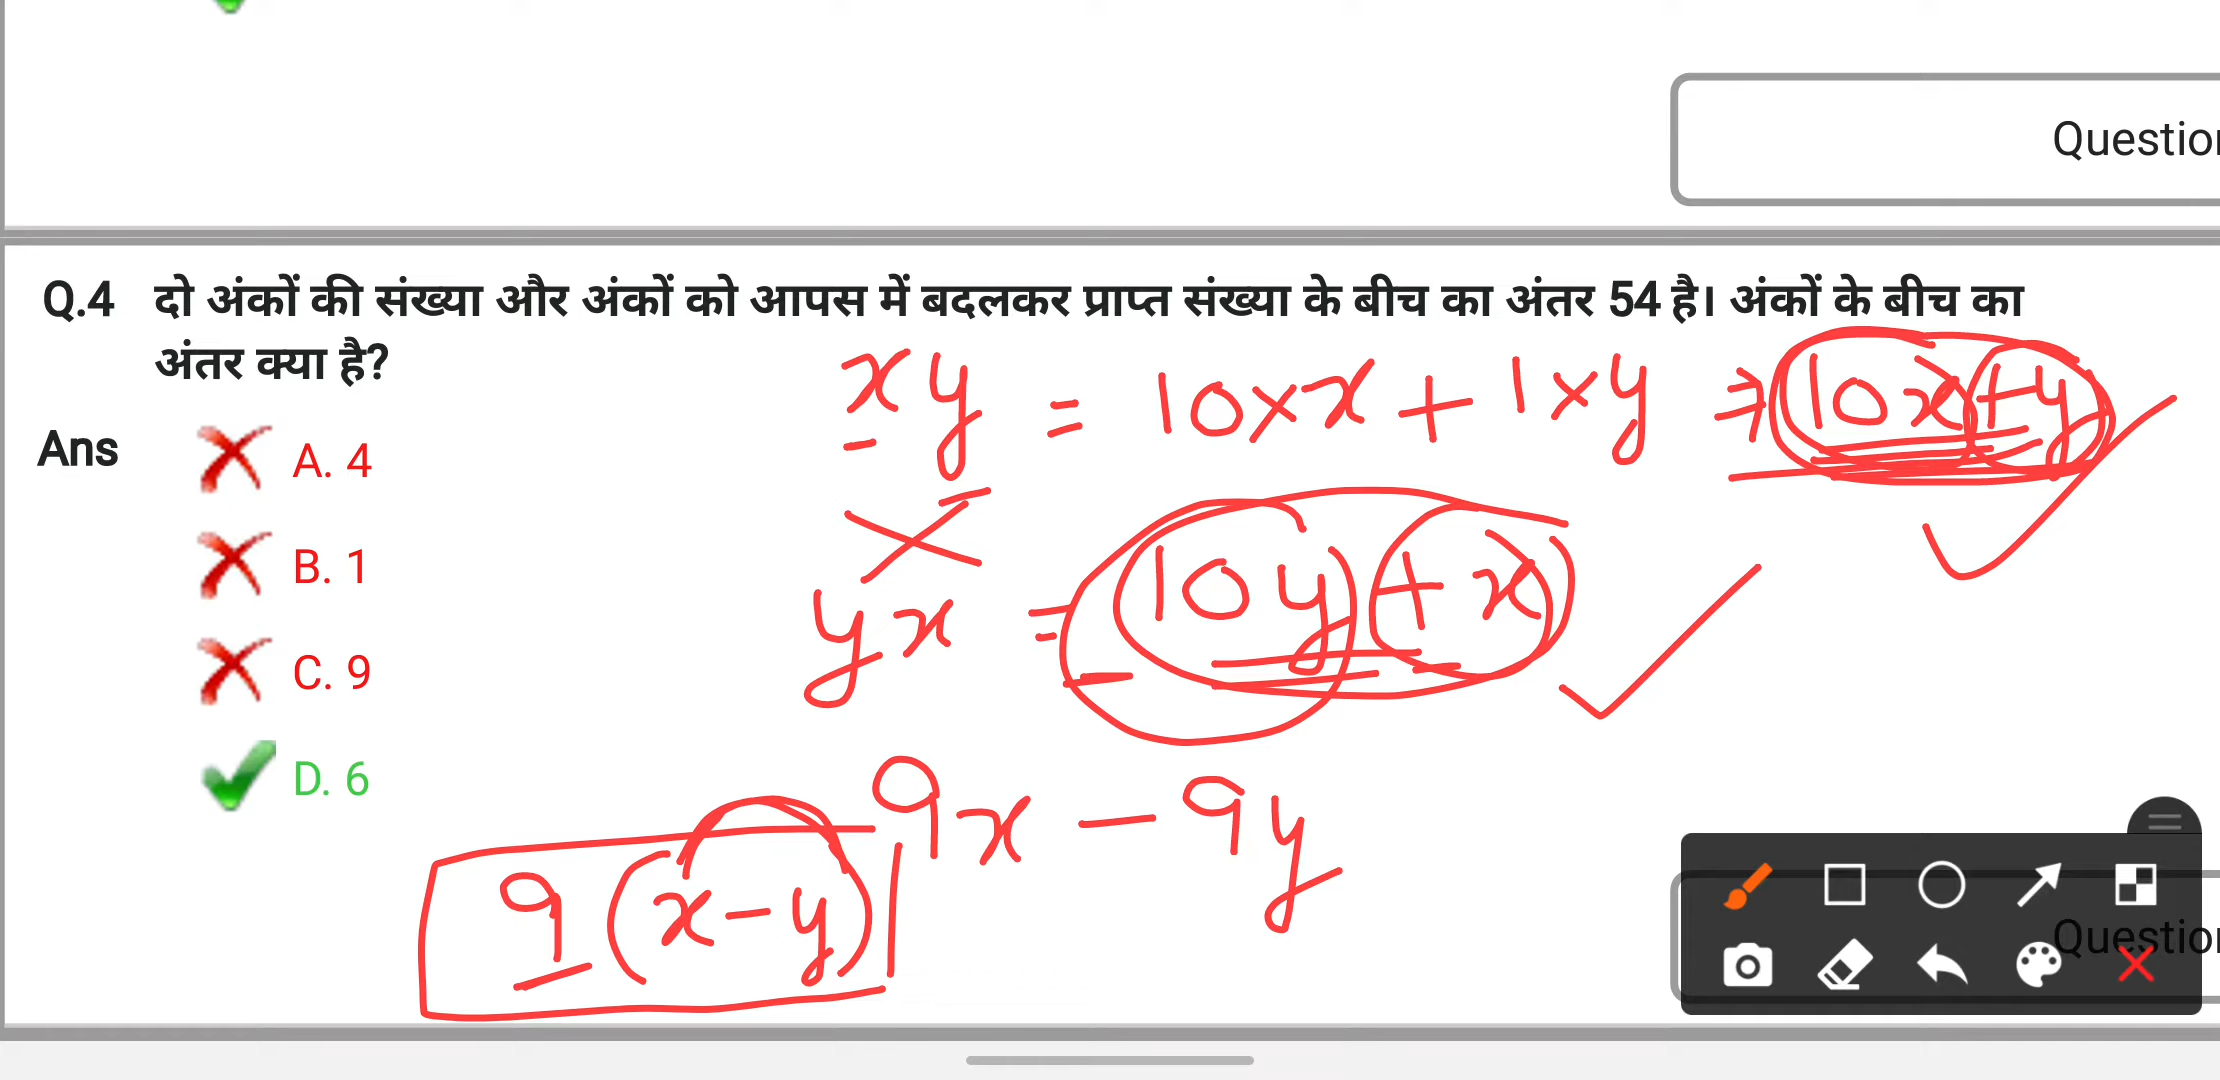 Question
Q.4 दो अंकों की संख्या और अंकों को आपस में बदलकर प्राप्त संख्या के बीच का अंतर 54 है। अंकों के बीच का
अंतर क्या है?
xy = 10×x + 1×y ⇒ 10x+y
Ans
A. 4
B. 1
yx = 10y + x
C. 9
D. 6
9x - 9y
9(x-y)
Question